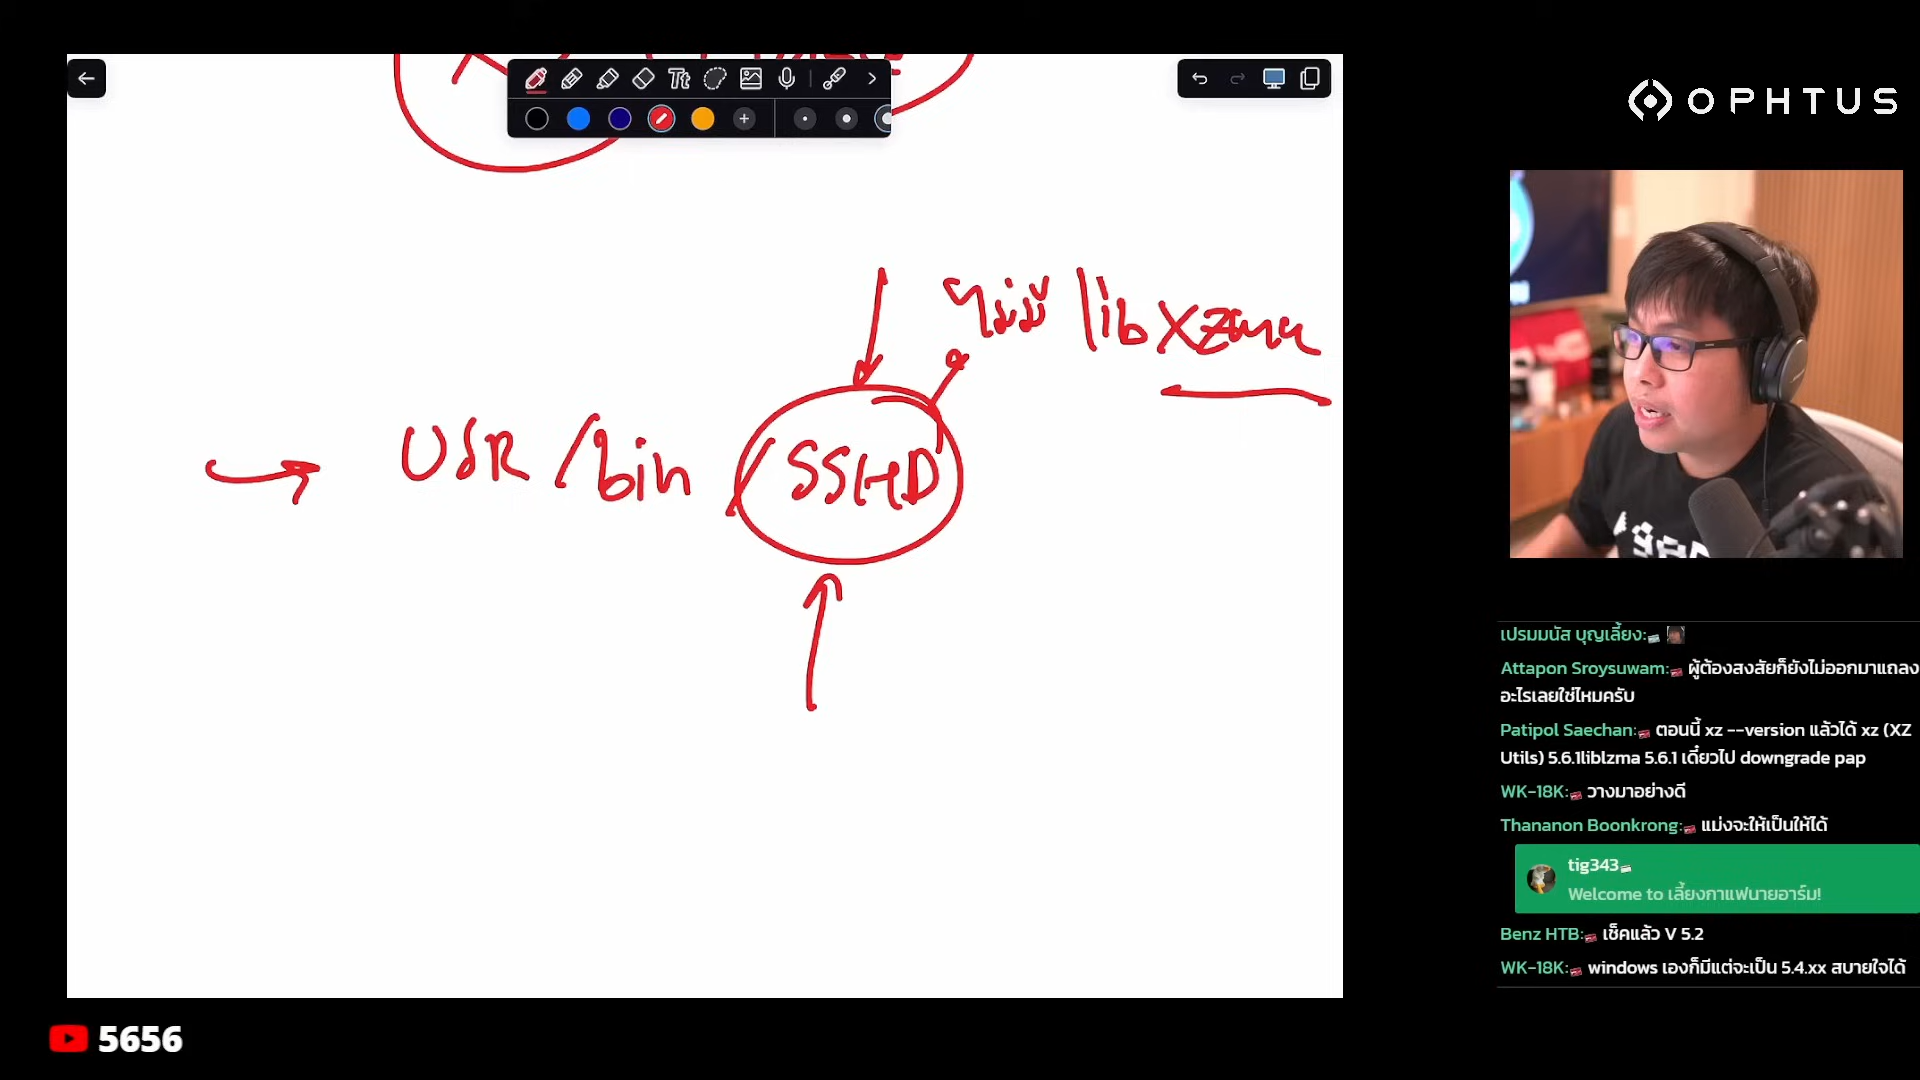 Tt
OPHTUS
ไม่มี lib xzma
USR /bin /SSHD
เปรมมนัส บุญเลี้ยง:
Attapon Sroysuwam: ผู้ต้องสงสัยก็ยังไม่ออกมาแถลง
อะไรเลยใช่ไหมครับ
Patipol Saechan: ตอนนี้ xz --version แล้วได้ xz (XZ
Utils) 5.6.1liblzma 5.6.1 เดี๋ยวไป downgrade pap
WK-18K: วางมาอย่างดี
Thananon Boonkrong: แม่งจะให้เป็นให้ได้
tig343
Welcome to เลี้ยงกาแฟนายอาร์ม!
Benz HTB: เช็คแล้ว V 5.2
WK-18K: windows เองก็มีแต่จะเป็น 5.4.xx สบายใจได้
5656